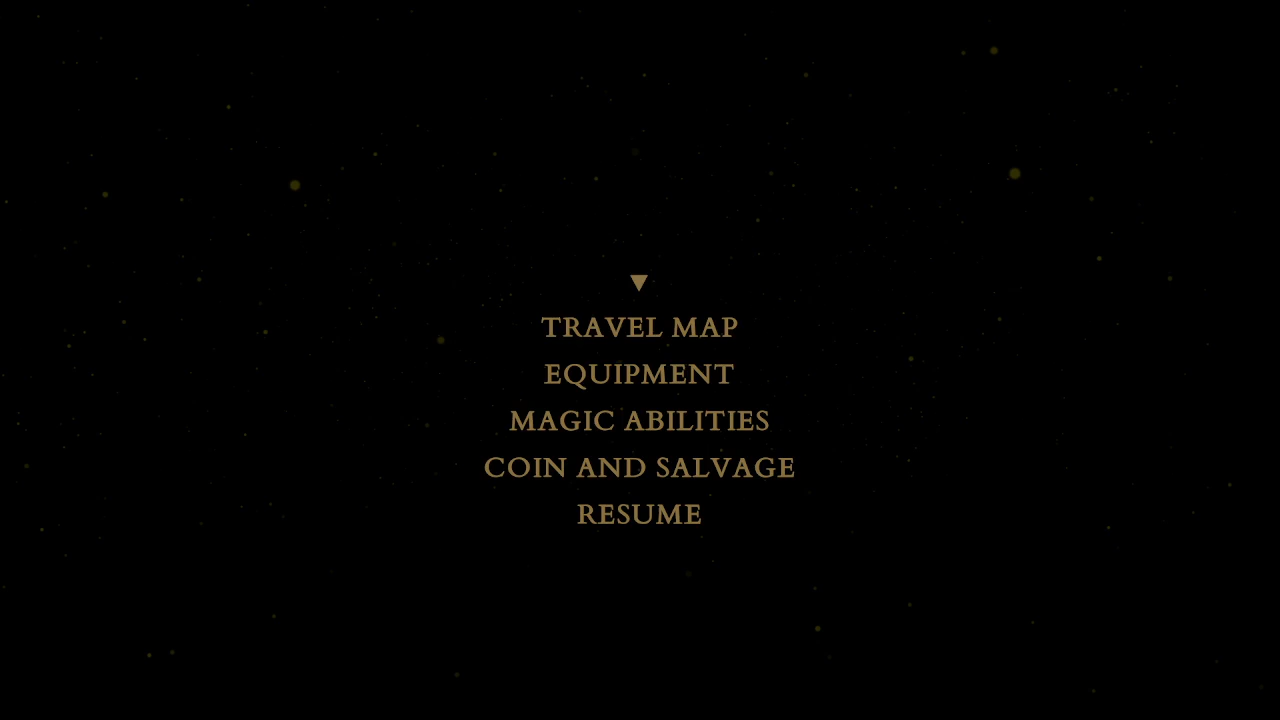 TRAVEL MAP
EQUIPMENT
MAGIC ABILITIES
COIN AND SALVAGE
RESUME